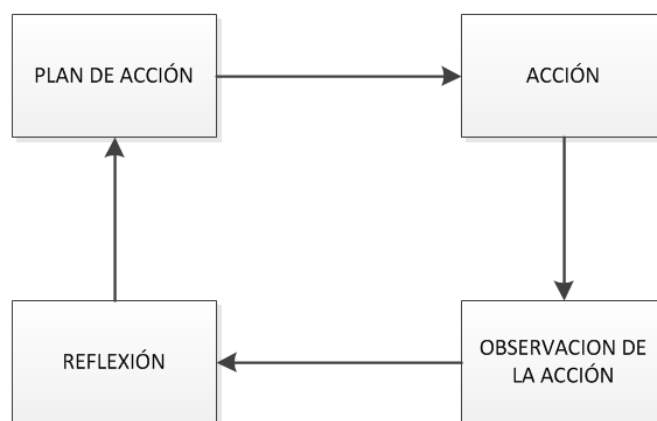 PLAN DE ACCIÓN
ACCIÓN
REFLEXIÓN
OBSERVACION DE
LA ACCIÓN